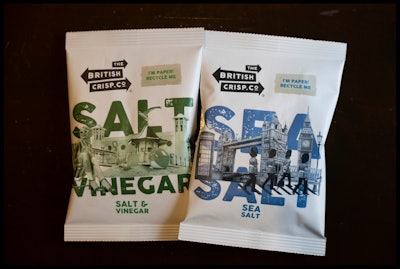 THE
BRITISH
CRISP.CO
I'M PAPER!
RECYCLE ME
SALT
VINEGAR
SALT &
VINEGAR
THE
BRITISH
CRISP.CO
I'M PAPER!
RECYCLE ME
SEA
SALT
SEA
SALT